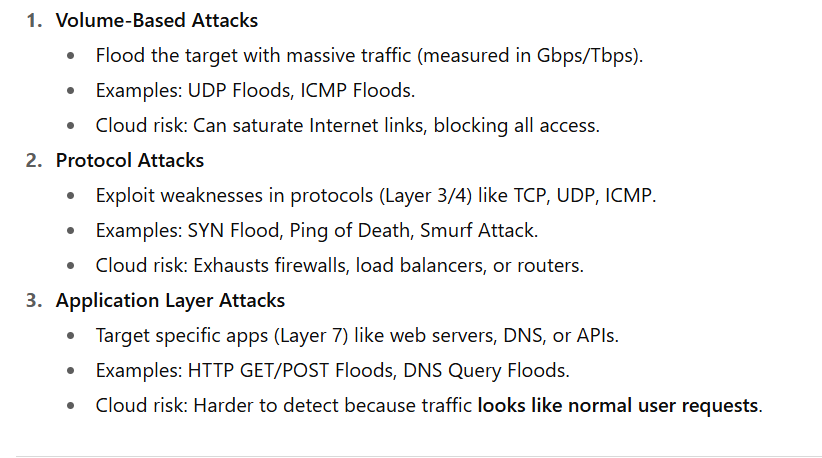 1. Volume-Based Attacks
• Flood the target with massive traffic (measured in Gbps/Tbps).
• Examples: UDP Floods, ICMP Floods.
• Cloud risk: Can saturate Internet links, blocking all access.
2. Protocol Attacks
• Exploit weaknesses in protocols (Layer 3/4) like TCP, UDP, ICMP.
• Examples: SYN Flood, Ping of Death, Smurf Attack.
• Cloud risk: Exhausts firewalls, load balancers, or routers.
3. Application Layer Attacks
• Target specific apps (Layer 7) like web servers, DNS, or APIs.
• Examples: HTTP GET/POST Floods, DNS Query Floods.
• Cloud risk: Harder to detect because traffic looks like normal user requests.